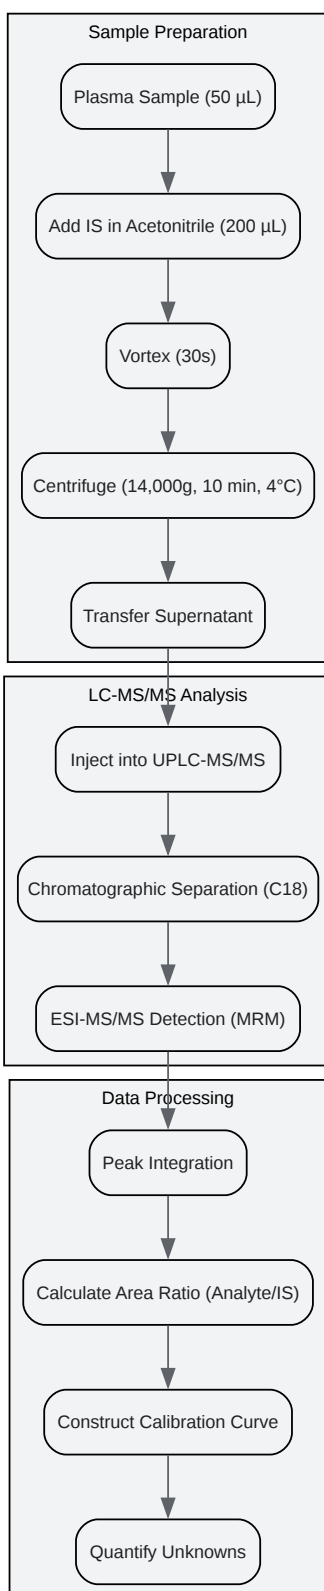 Sample Preparation
Plasma Sample (50 µL)
Add IS in Acetonitrile (200 µL)
Vortex (30s)
Centrifuge (14,000g, 10 min, 4°C)
Transfer Supernatant
LC-MS/MS Analysis
Inject into UPLC-MS/MS
Chromatographic Separation (C18)
ESI-MS/MS Detection (MRM)
Data Processing
Peak Integration
Calculate Area Ratio (Analyte/IS)
Construct Calibration Curve
Quantify Unknowns